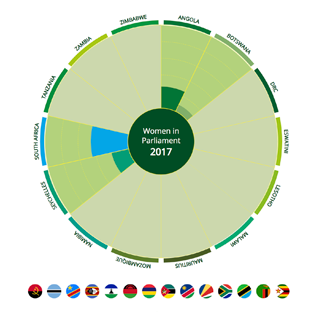 ZIMBABWE
ANGOLA
BOTSWANA
DRC
ESWATINI
LESOTHO
MALAWI
MAURITIUS
MOZAMBIQUE
NAMIBIA
SEYCHELLES
SOUTH AFRICA
TANZANIA
ZAMBIA
Women in
Parliament
2017